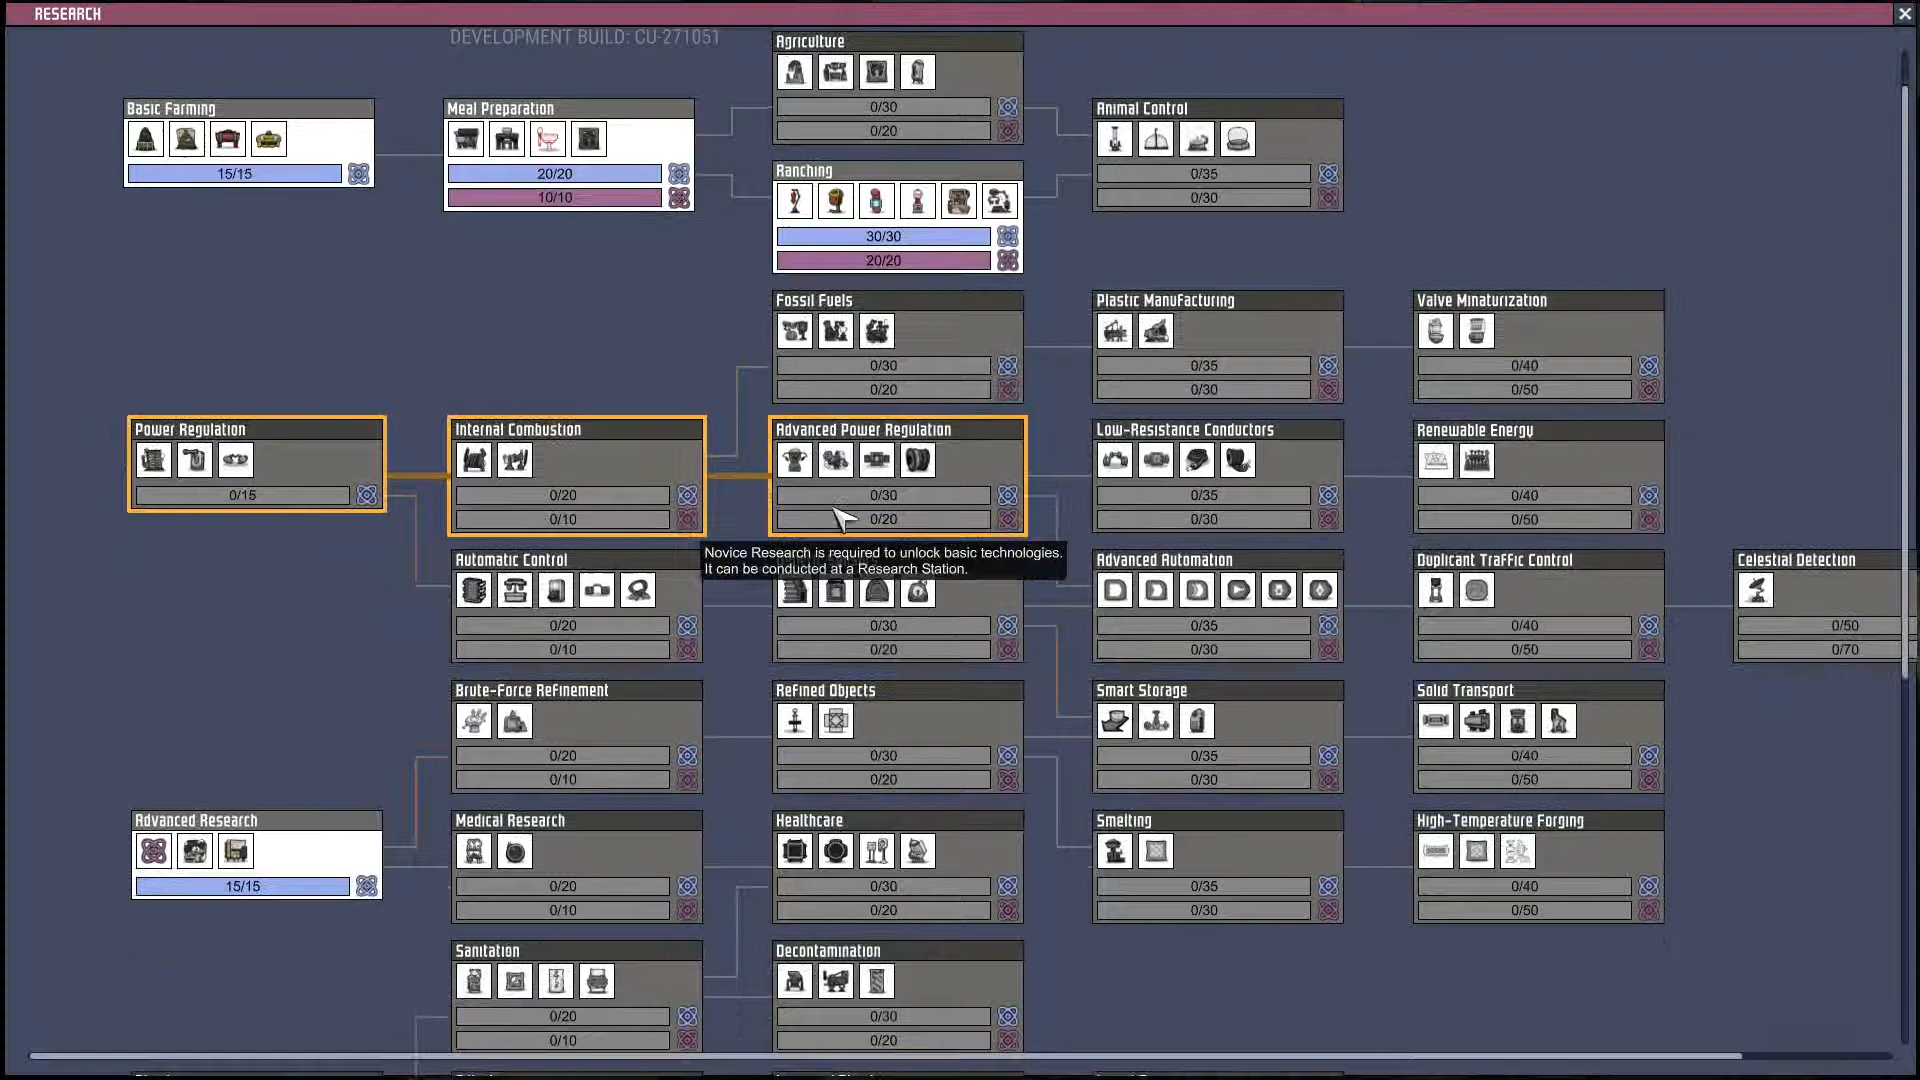 RESEARCH
DEVELOPMENT BUILD: CU-271051
Agriculture
0/30
0/20
Basic Farming
15/15
Meal Preparation
20/20
10/10
Animal Control
0/35
0/30
Ranching
30/30
20/20
Fossil Fuels
0/30
0/20
Plastic Manufacturing
0/35
0/30
Valve Minaturization
0/40
0/50
Power Regulation
0/15
Internal Combustion
0/20
0/10
Advanced Power Regulation
0/30
0/20
Low-Resistance Conductors
0/35
0/30
Renewable Energy
0/40
0/50
Novice Research is required to unlock basic technologies.
It can be conducted at a Research Station.
Automatic Control
0/20
0/10
0/30
0/20
Advanced Automation
0/35
0/30
Duplicant Traffic Control
0/40
0/50
Celestial Detection
0/50
0/70
Brute-Force Refinement
0/20
0/10
Refined Objects
0/30
0/20
Smart Storage
0/35
0/30
Solid Transport
0/40
0/50
Advanced Research
15/15
Medical Research
0/20
0/10
Healthcare
0/30
0/20
Smelting
0/35
0/30
High-Temperature Forging
0/40
0/50
Sanitation
0/20
0/10
Decontamination
0/30
0/20